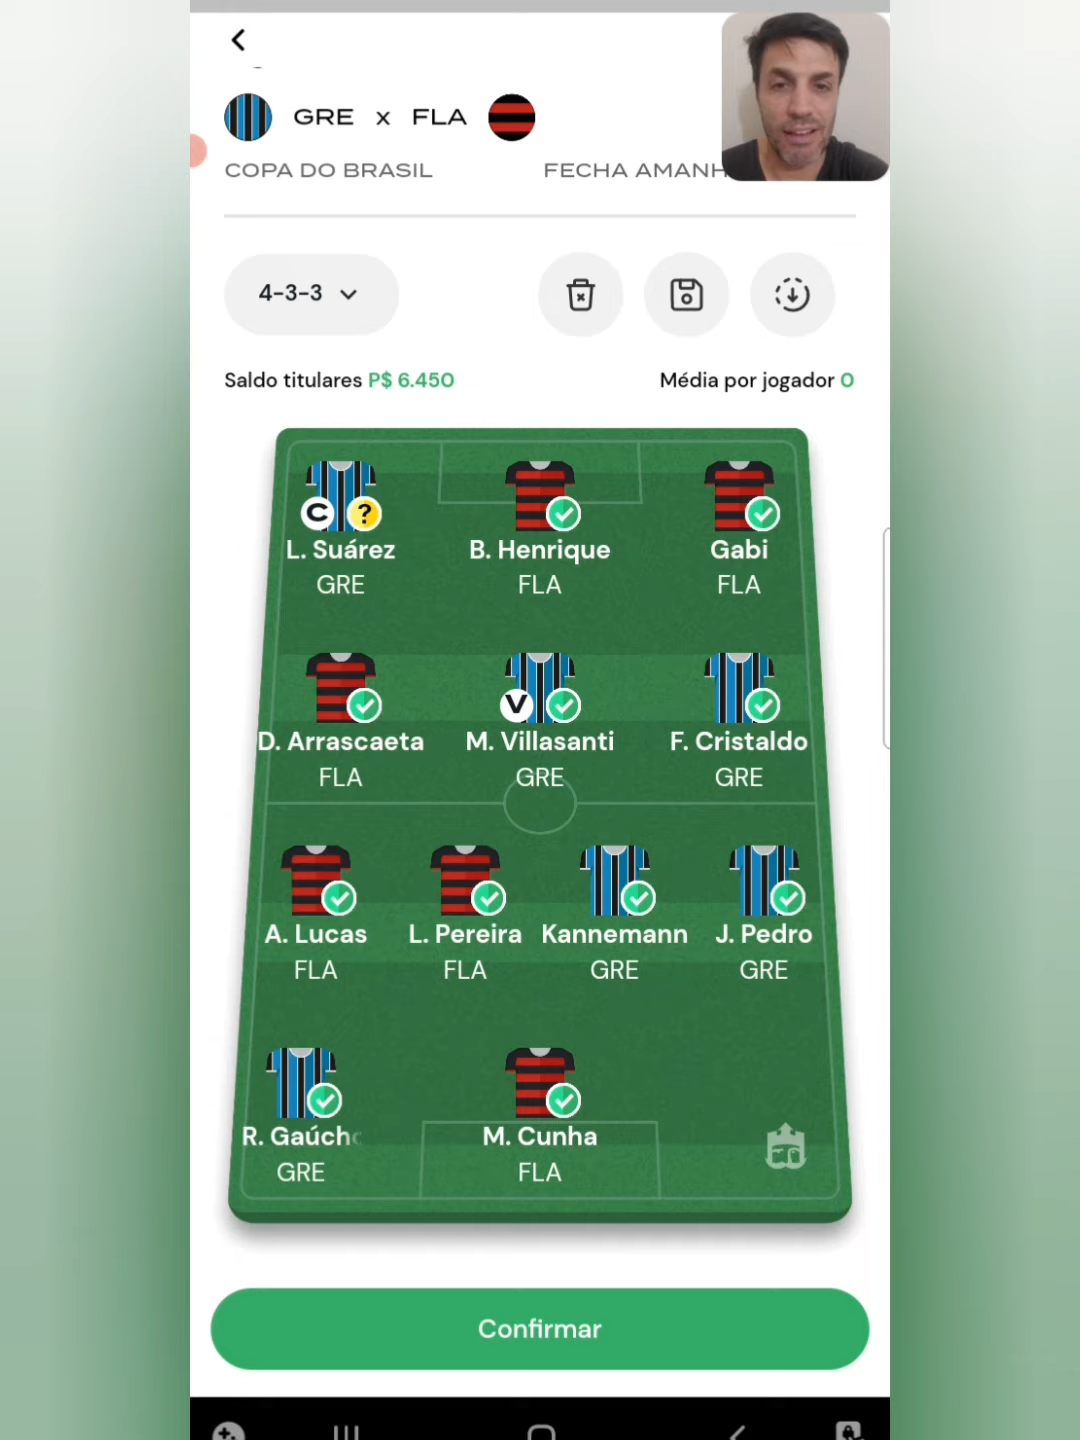 GRE x FLA
COPA DO BRASIL FECHA AMANH
4-3-3
Saldo titulares P$ 6.450 Média por jogador 0
C ?
L. Suárez B. Henrique Gabi
GRE FLA FLA
V
D. Arrascaeta M. Villasanti F. Cristaldo
FLA GRE GRE
A. Lucas L. Pereira Kannemann J. Pedro
FLA FLA GRE GRE
R. Gaúcho M. Cunha
GRE FLA
Confirmar